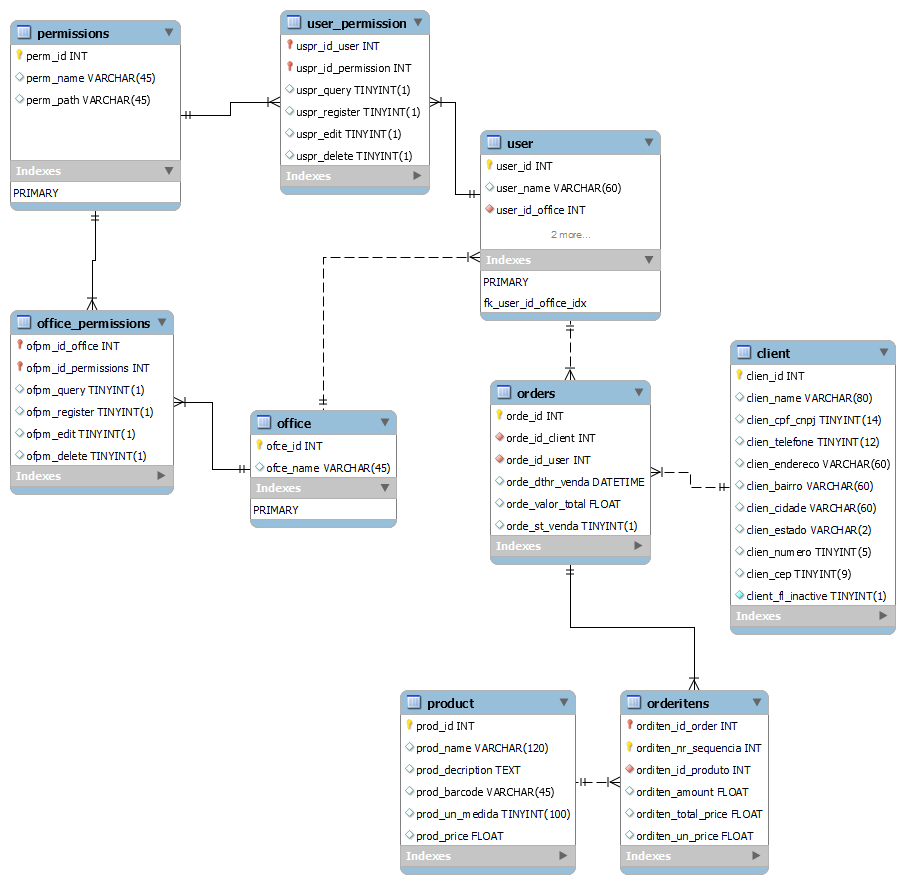 permissions
perm_id INT
perm_name VARCHAR(45)
perm_path VARCHAR(45)
Indexes
PRIMARY
user_permission
uspr_id_user INT
uspr_id_permission INT
uspr_query TINYINT(1)
uspr_register TINYINT(1)
uspr_edit TINYINT(1)
uspr_delete TINYINT(1)
Indexes
user
user_id INT
user_name VARCHAR(60)
user_id_office INT
2 more...
Indexes
PRIMARY
fk_user_id_office_idx
office_permissions
ofpm_id_office INT
ofpm_id_permissions INT
ofpm_query TINYINT(1)
ofpm_register TINYINT(1)
ofpm_edit TINYINT(1)
ofpm_delete TINYINT(1)
Indexes
office
ofce_id INT
ofce_name VARCHAR(45)
Indexes
PRIMARY
orders
orde_id INT
orde_id_client INT
orde_id_user INT
orde_dthr_venda DATETIME
orde_valor_total FLOAT
orde_st_venda TINYINT(1)
Indexes
client
clien_id INT
clien_name VARCHAR(80)
clien_cpf_cnpj TINYINT(14)
clien_telefone TINYINT(12)
clien_endereco VARCHAR(60)
clien_bairro VARCHAR(60)
clien_cidade VARCHAR(60)
clien_estado VARCHAR(2)
clien_numero TINYINT(5)
clien_cep TINYINT(9)
client_fl_inactive TINYINT(1)
Indexes
product
prod_id INT
prod_name VARCHAR(120)
prod_decription TEXT
prod_barcode VARCHAR(45)
prod_un_medida TINYINT(100)
prod_price FLOAT
Indexes
orderitens
orditen_id_order INT
orditen_nr_sequencia INT
orditen_id_produto INT
orditen_amount FLOAT
orditen_total_price FLOAT
orditen_un_price FLOAT
Indexes